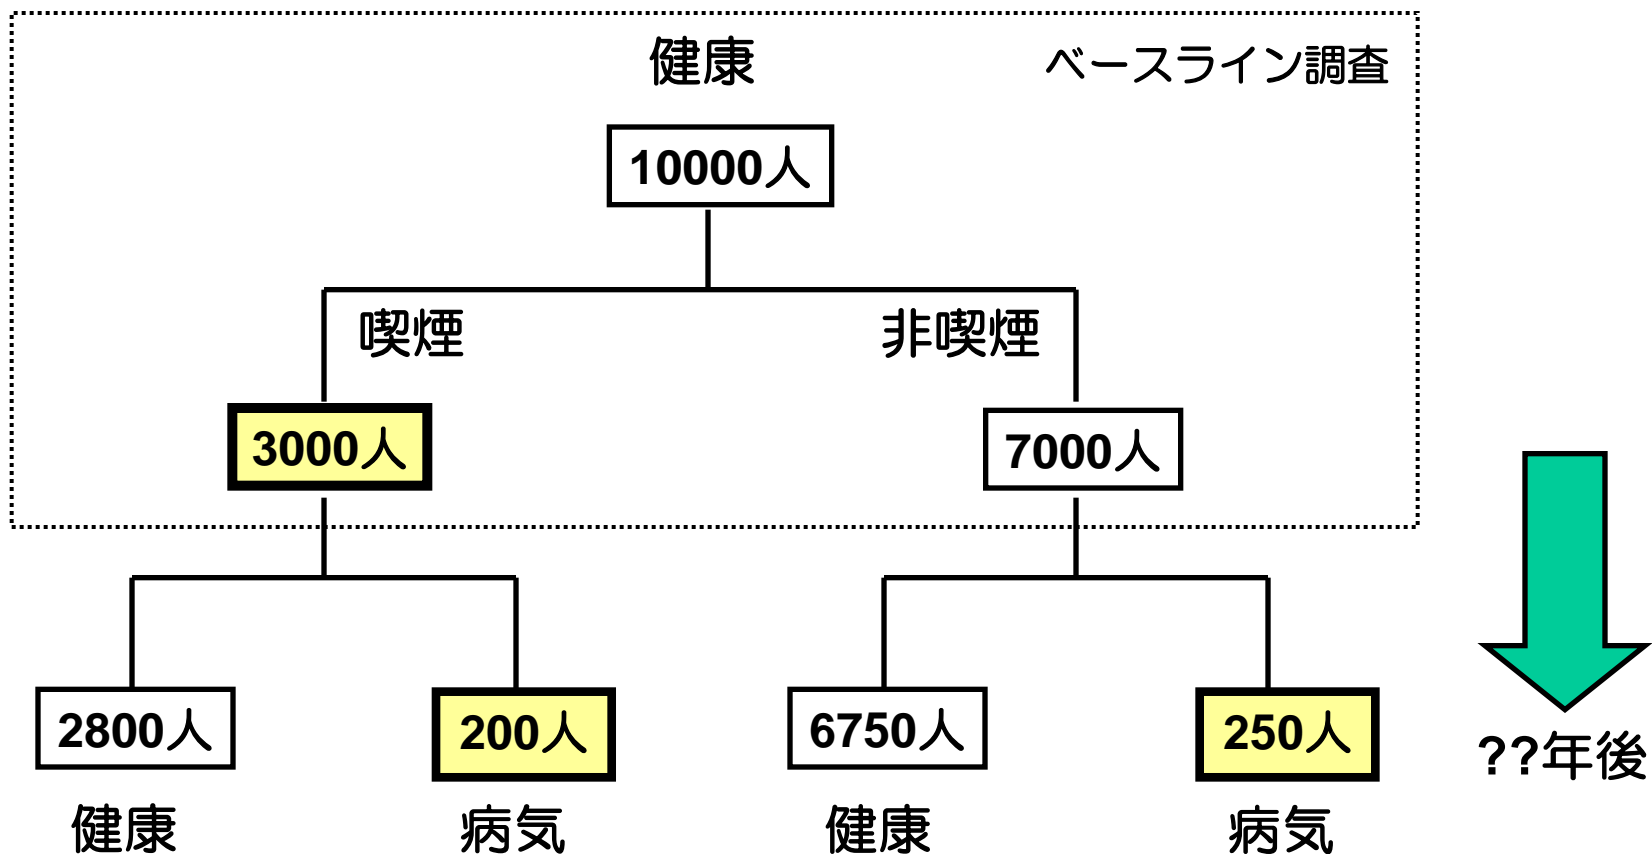 健康
ベースライン調査
10000人
喫煙
非喫煙
3000人
7000人
2800人
200人
6750人
250人
??年後
健康
病気
健康
病気